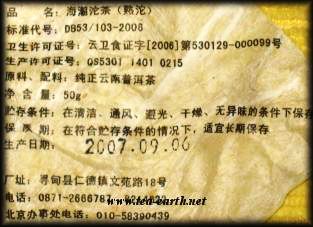 品 名：海潮沱茶（熟沱）
标准代号：DB53/103-2006
卫生许可证号：云卫食证字[2006]第530129-000099号
生产许可证号：QS5301 1401 0215
原料、配料：纯正云南普洱茶
净 含 量：50g
贮存条件：在清洁、通风、避光、干燥、无异味的条件下保存
保 质 期：在符合贮存条件的情况下，适宜长期保存
生产日期：2007.09.06
厂址：寻甸县仁德镇文苑路18号
电话：0871-2666787
www.tea-earth.net
北京办事处电话：010-58390439